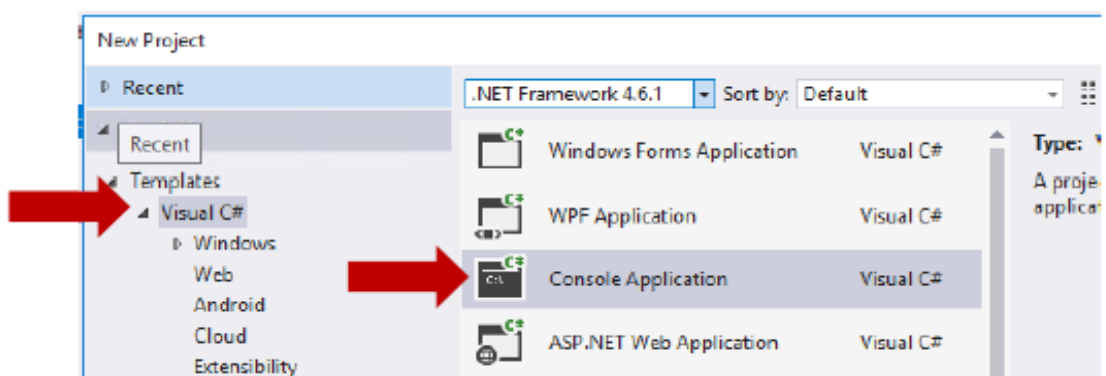 New Project
Recent
Recent
Templates
Visual C#
Windows
Web
Android
Cloud
Extensibility
.NET Framework 4.6.1 Sort by: Default
C# Windows Forms Application Visual C#
C# WPF Application Visual C#
C# C:\ Console Application Visual C#
C# ASP.NET Web Application Visual C#
Type:
A proje
applica